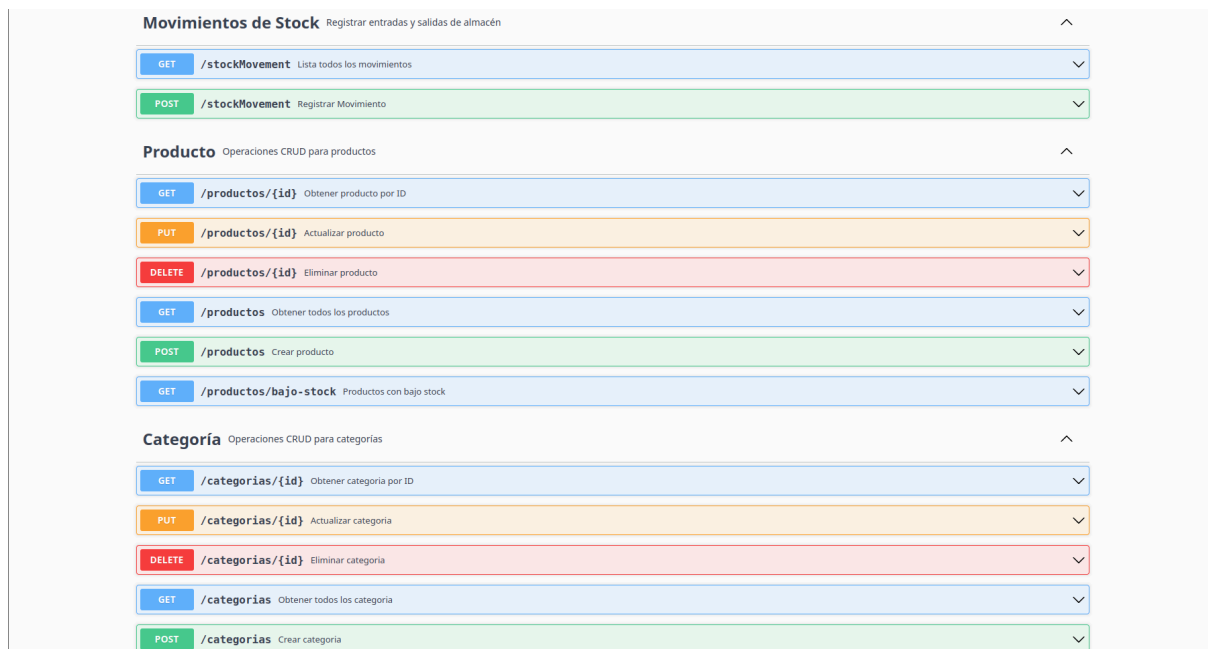 Movimientos de Stock Registrar entradas y salidas de almacén
GET /stockMovement Lista todos los movimientos
POST /stockMovement Registrar Movimiento
Producto Operaciones CRUD para productos
GET /productos/{id} Obtener producto por ID
PUT /productos/{id} Actualizar producto
DELETE /productos/{id} Eliminar producto
GET /productos Obtener todos los productos
POST /productos Crear producto
GET /productos/bajo-stock Productos con bajo stock
Categoría Operaciones CRUD para categorías
GET /categorias/{id} Obtener categoria por ID
PUT /categorias/{id} Actualizar categoria
DELETE /categorias/{id} Eliminar categoria
GET /categorias Obtener todos los categoria
POST /categorias Crear categoria